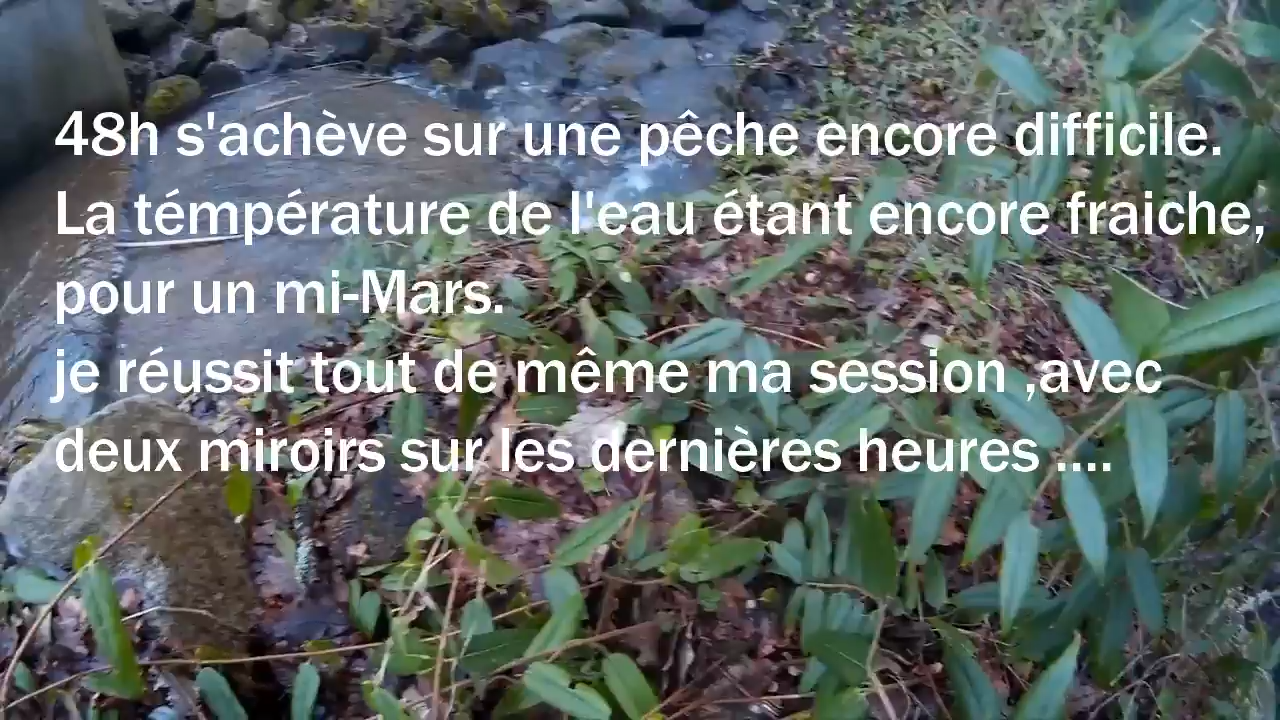 48h s'achève sur une pêche encore difficile.
La témpérature de l'eau étant encore fraiche,
pour un mi-Mars.
je réussit tout de même ma session ,avec
deux miroirs sur les dernières heures ....